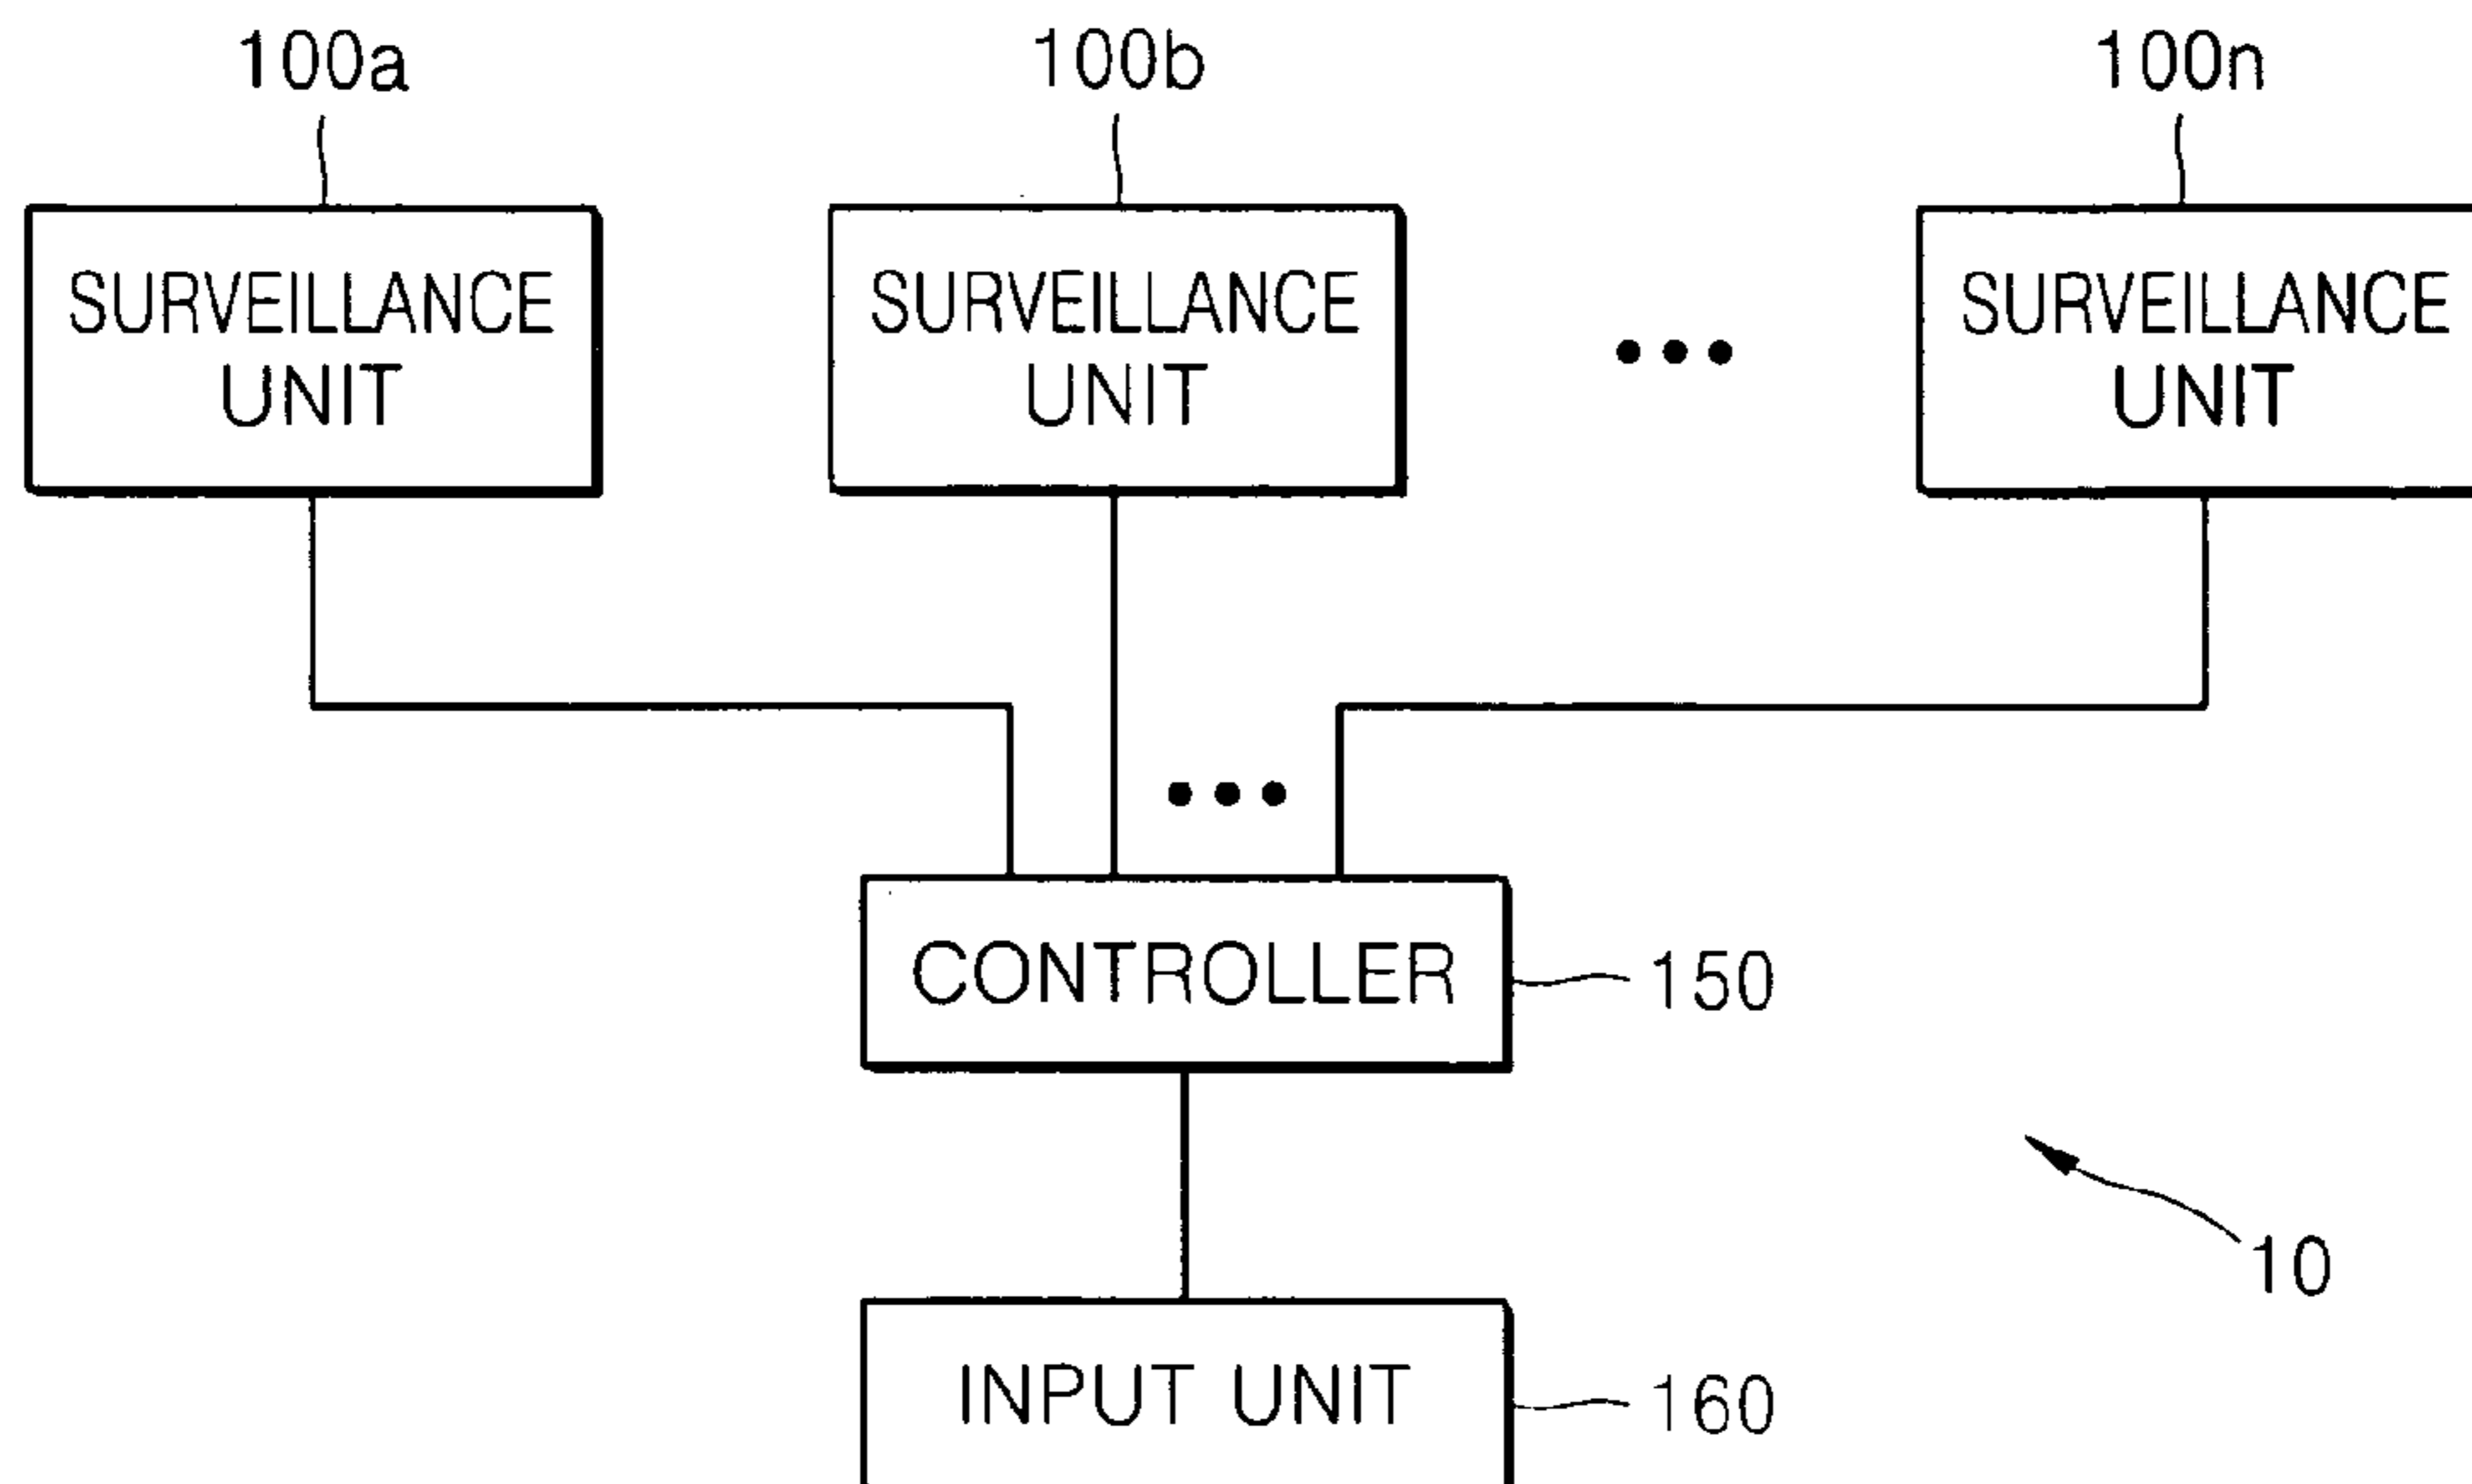 100a
100b
100n
SURVEILLANCE
UNIT
SURVEILLANCE
UNIT
SURVEILLANCE
UNIT
CONTROLLER
150
10
INPUT UNIT
160